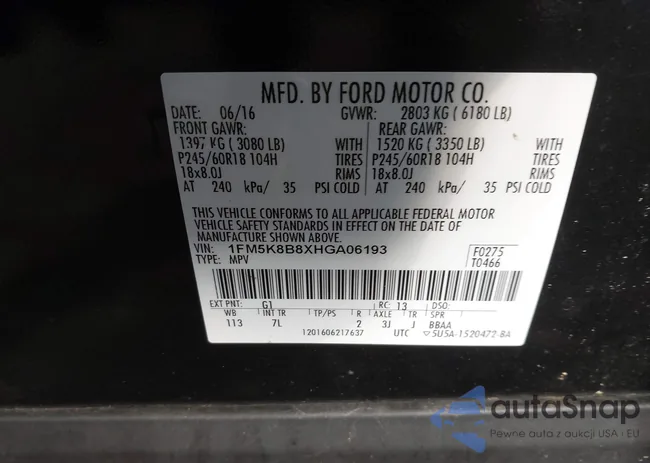 MFD. BY FORD MOTOR CO.
DATE: 06/16 GVWR: 2803 KG ( 6180 LB)
FRONT GAWR: REAR GAWR:
1397 KG ( 3080 LB) WITH 1520 KG ( 3350 LB) WITH
P245/60R18 104H TIRES P245/60R18 104H TIRES
18x8.0J RIMS 18x8.0J RIMS
AT 240 kPa/ 35 PSI COLD AT 240 kPa/ 35 PSI COLD
THIS VEHICLE CONFORMS TO ALL APPLICABLE FEDERAL MOTOR
VEHICLE SAFETY STANDARDS IN EFFECT ON THE DATE OF
MANUFACTURE SHOWN ABOVE.
VIN: 1FM5K8B8XHGA06193 F0275
TYPE: MPV T0466
EXT PNT: G1 RC: 13 DSO:
WB INT TR TP/PS R AXLE TR SPR
113 7L 2 3J J BBAA
1201606217637 UTC ▽5U5A-1520472-BA
autoSnap
Pewne auta z aukcji USA i EU